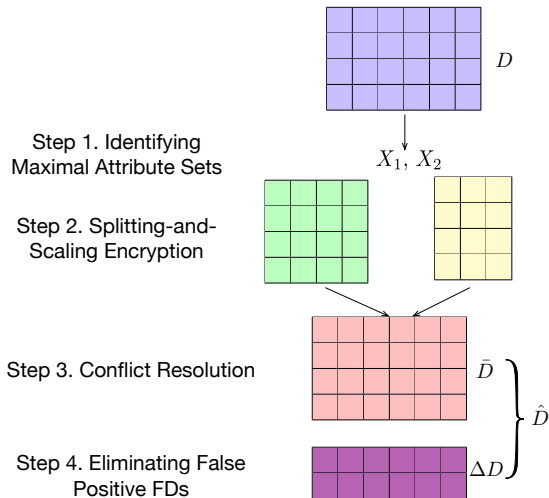 D
Step 1. Identifying
Maximal Attribute Sets
X₁, X₂
Step 2. Splitting-and-
Scaling Encryption
Step 3. Conflict Resolution
D̄
D̂
Step 4. Eliminating False
Positive FDs
ΔD